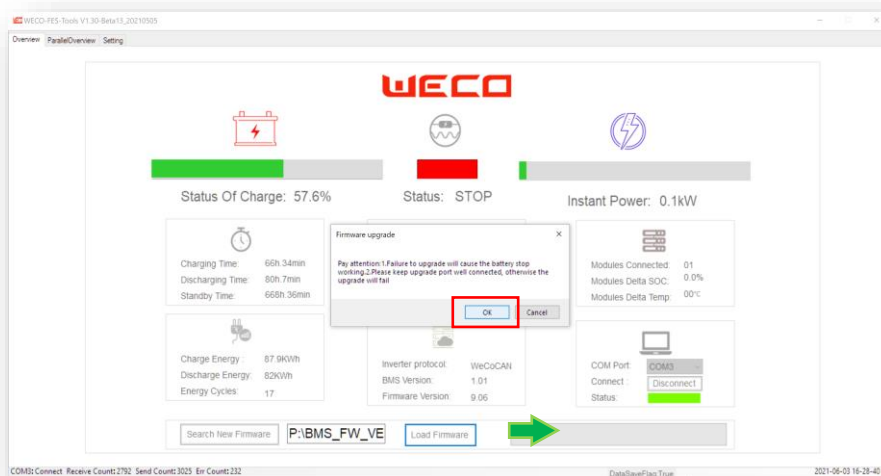 WECO-FES-Tools V1.30-Beta13_20210505
Overview ParallelOverview Setting
WECO
Status Of Charge: 57.6%
Status: STOP
Instant Power: 0.1kW
Charging Time: 66h.34min
Discharging Time: 80h.7min
Standby Time: 668h.36min
Firmware upgrade
Pay attention:1.Failure to upgrade will cause the battery stop
working.2.Please keep upgrade port well connected, otherwise the
upgrade will fail
OK Cancel
Modules Connected: 01
Modules Delta SOC: 0.0%
Modules Delta Temp: 00°C
Charge Energy : 87.9KWh
Discharge Energy: 82KWh
Energy Cycles: 17
Inverter protocol: WeCoCAN
BMS Version: 1.01
Firmware Version: 9.06
COM Port: COM3
Connect : Disconnect
Status:
Search New Firmware P:\BMS_FW_VE Load Firmware
COM3: Connect Receive Count: 2792 Send Count: 3025 Err Count: 232 DataSaveFlag:True 2021-06-03 16-28-40